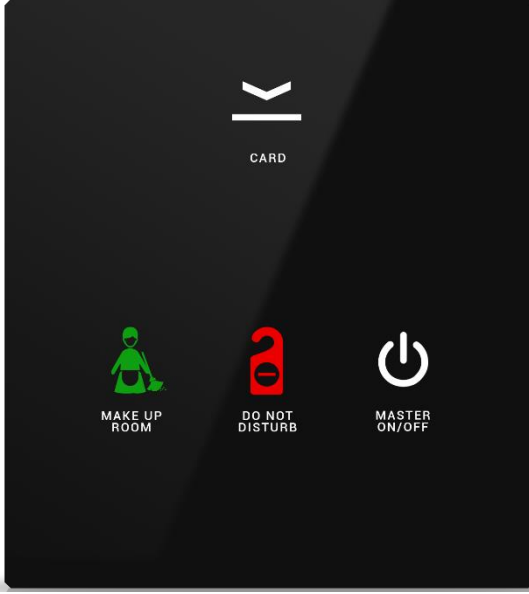 CARD
MAKE UP
ROOM
DO NOT
DISTURB
MASTER
ON/OFF